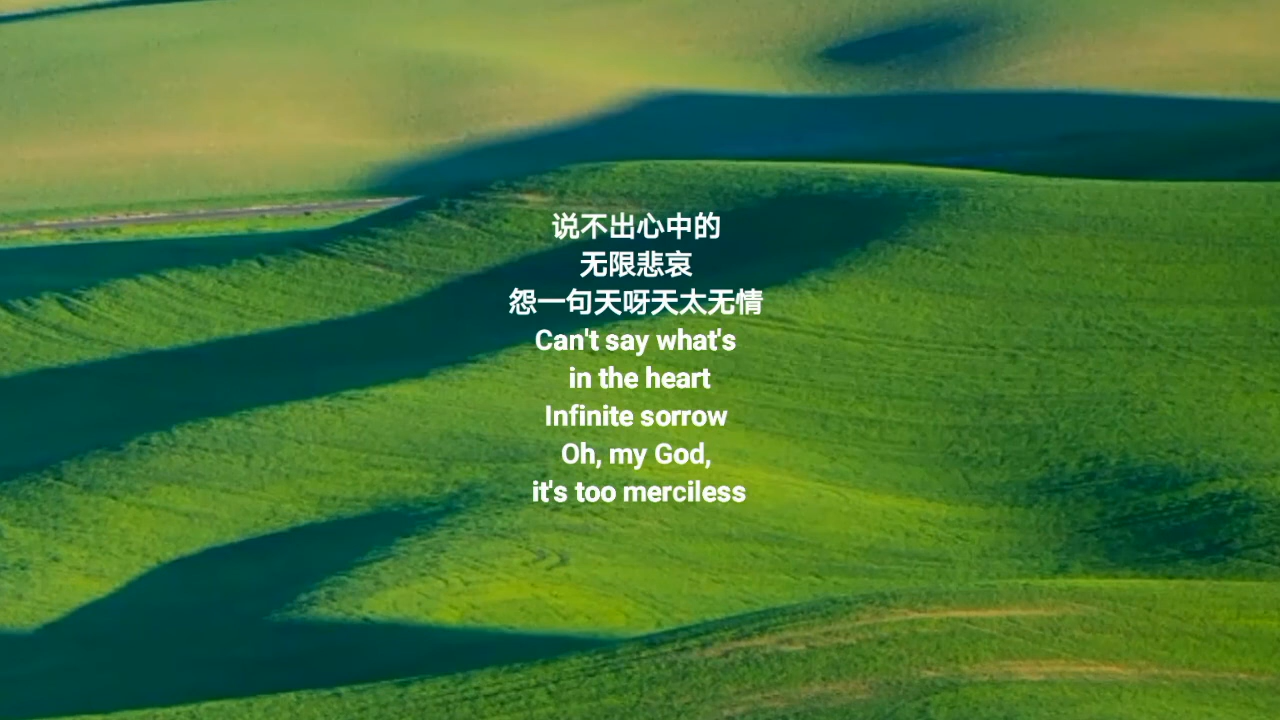 说不出心中的
无限悲哀
怨一句天呀天太无情
Can't say what's
in the heart
Infinite sorrow
Oh, my God,
it's too merciless